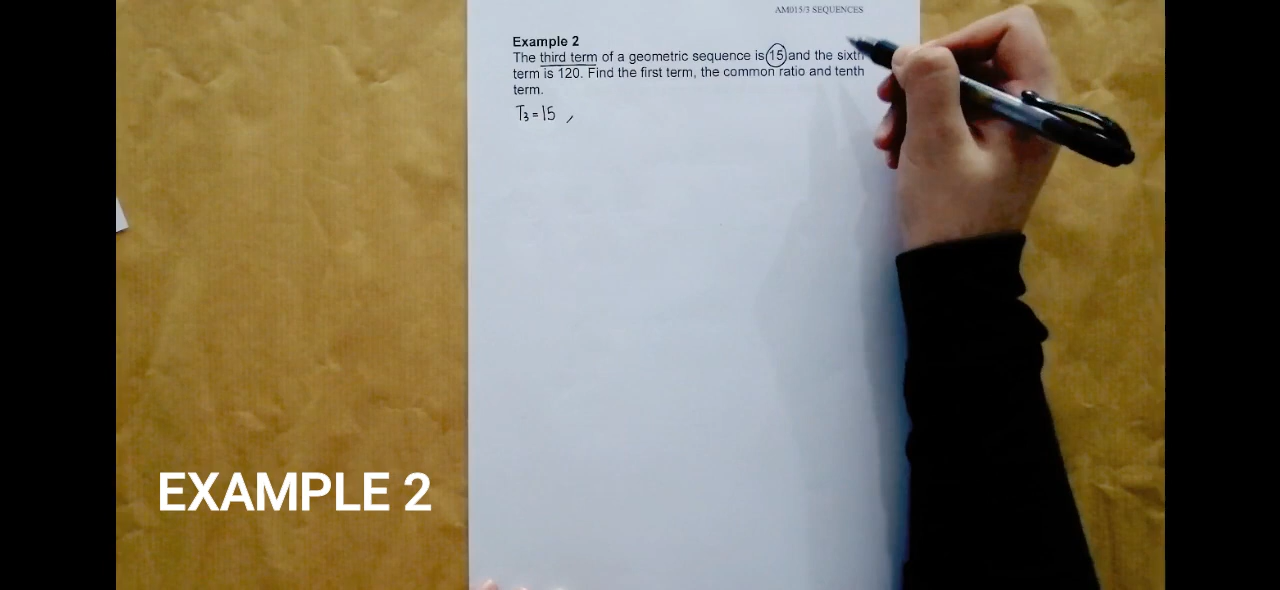 AM015/3 SEQUENCES
Example 2
The third term of a geometric sequence is 15 and the sixth
term is 120. Find the first term, the common ratio and tenth
term.
T3 = 15 ,
EXAMPLE 2